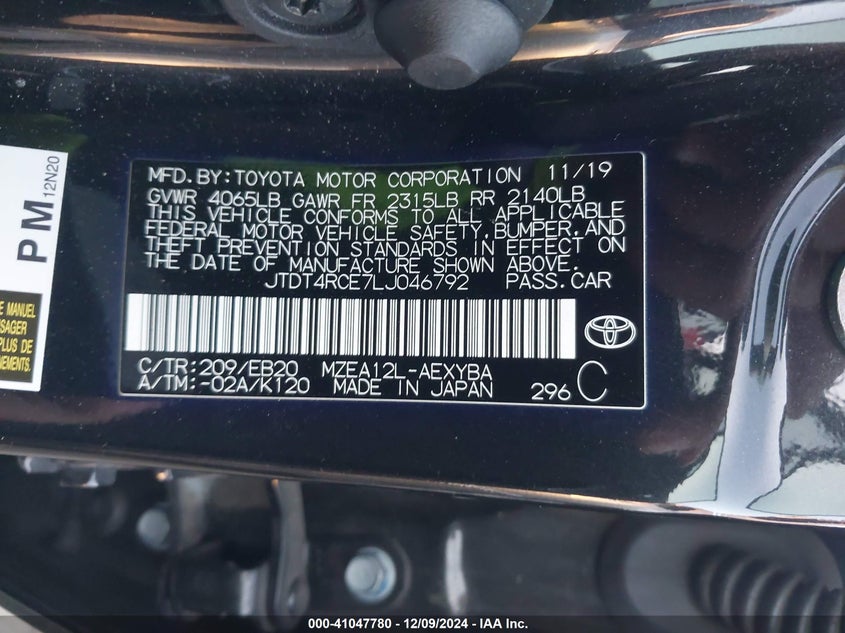 MFD. BY: TOYOTA MOTOR CORPORATION 11/19
GVWR 4065LB GAWR FR 2315LB RR 2140LB
THIS VEHICLE CONFORMS TO ALL APPLICABLE
FEDERAL MOTOR VEHICLE SAFETY, BUMPER, AND
THEFT PREVENTION STANDARDS IN EFFECT ON
THE DATE OF MANUFACTURE SHOWN ABOVE.
JTDT4RCE7LJ046792 PASS. CAR
C/TR: 209/EB20 MZEA12L-AEXYBA
A/TM: -02A/K120 MADE IN JAPAN 296 C
PM 12N20
MANUEL
PLUS DE
000-41047780 - 12/09/2024 - IAA Inc.